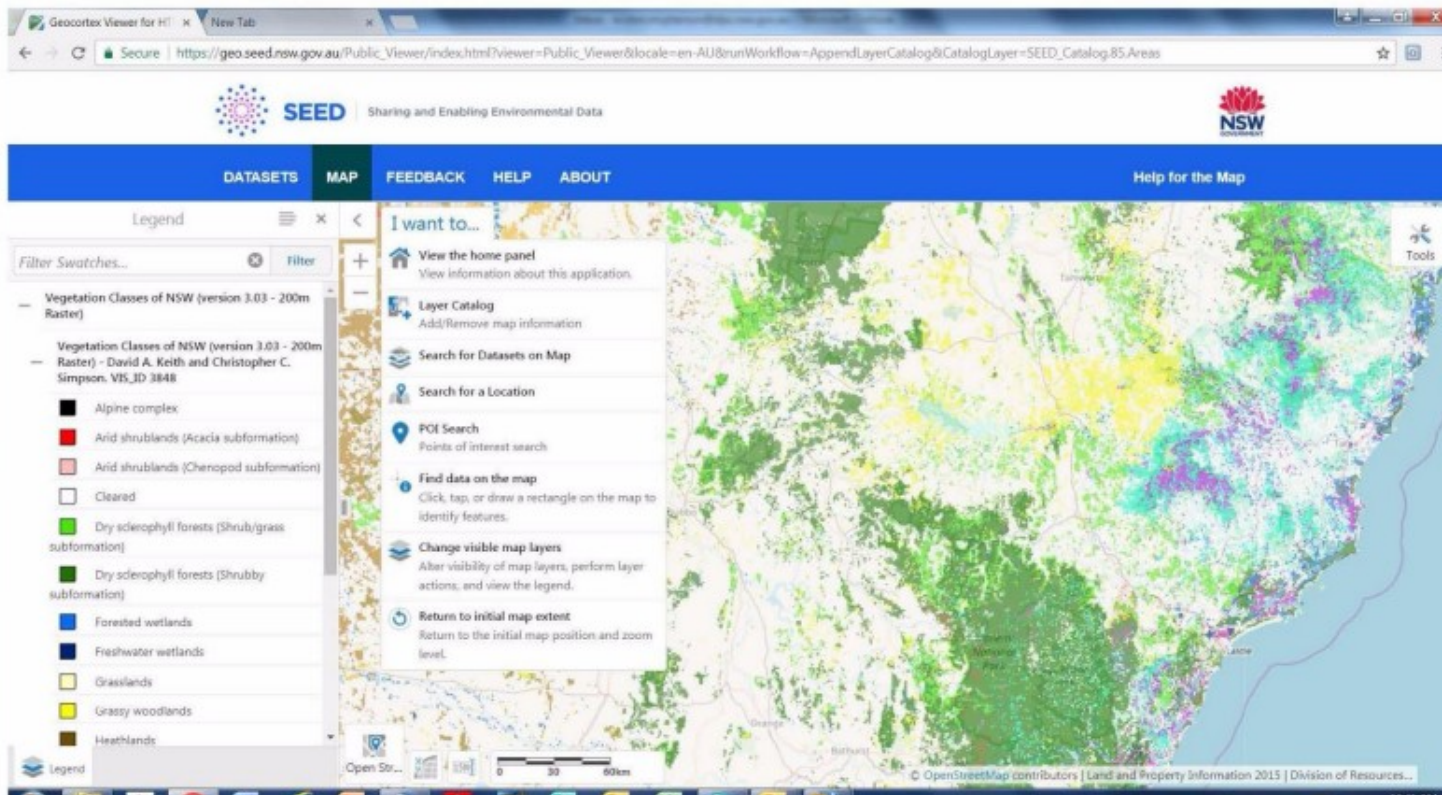 Geocortex Viewer for HT
New Tab
Secure
https://geo.seed.nsw.gov.au/Public_Viewer/index.html?viewer=Public_Viewer&locale=en-AU&runWorkflow=AppendLayerCatalog&CatalogLayer=SEED_Catalog.85.Areas
SEED
Sharing and Enabling Environmental Data
NSW
GOVERNMENT
DATASETS MAP FEEDBACK HELP ABOUT
Help for the Map
Legend
Filter Swatches...
Filter
Vegetation Classes of NSW (version 3.03 - 200m
Raster)
Vegetation Classes of NSW (version 3.03 - 200m
Raster) - David A. Keith and Christopher C.
Simpson. VIS_ID 3848
Alpine complex
Arid shrublands (Acacia subformation)
Arid shrublands (Chenopod subformation)
Cleared
Dry sclerophyll forests (Shrub/grass
subformation)
Dry sclerophyll forests (Shrubby
subformation)
Forested wetlands
Freshwater wetlands
Grasslands
Grassy woodlands
Heathlands
Legend
I want to...
View the home panel
View information about this application.
Layer Catalog
Add/Remove map information
Search for Datasets on Map
Search for a Location
POI Search
Points of interest search
Find data on the map
Click, tap, or draw a rectangle on the map to
identify features.
Change visible map layers
Alter visibility of map layers, perform layer
actions, and view the legend.
Return to initial map extent
Return to the initial map position and zoom
level.
Tools
National
Park
Orange
Bathurst
Open Str...
0 30 60km
© OpenStreetMap contributors | Land and Property Information 2015 | Division of Resources...